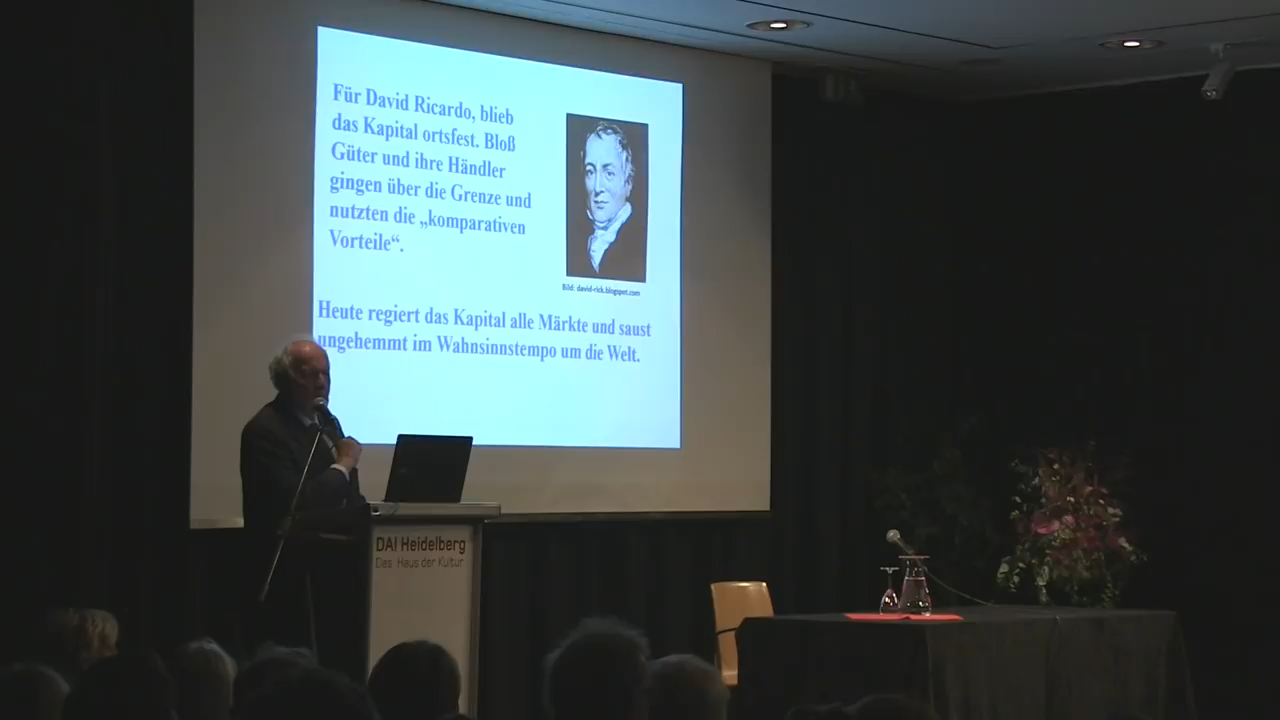 Für David Ricardo, blieb
das Kapital ortsfest. Bloß
Güter und ihre Händler
gingen über die Grenze und
nutzten die „komparativen
Vorteile“.
Bild: david-rick.blogspot.com
Heute regiert das Kapital alle Märkte und saust
ungehemmt im Wahnsinnstempo um die Welt.
DAI Heidelberg
Das Haus der Kultur